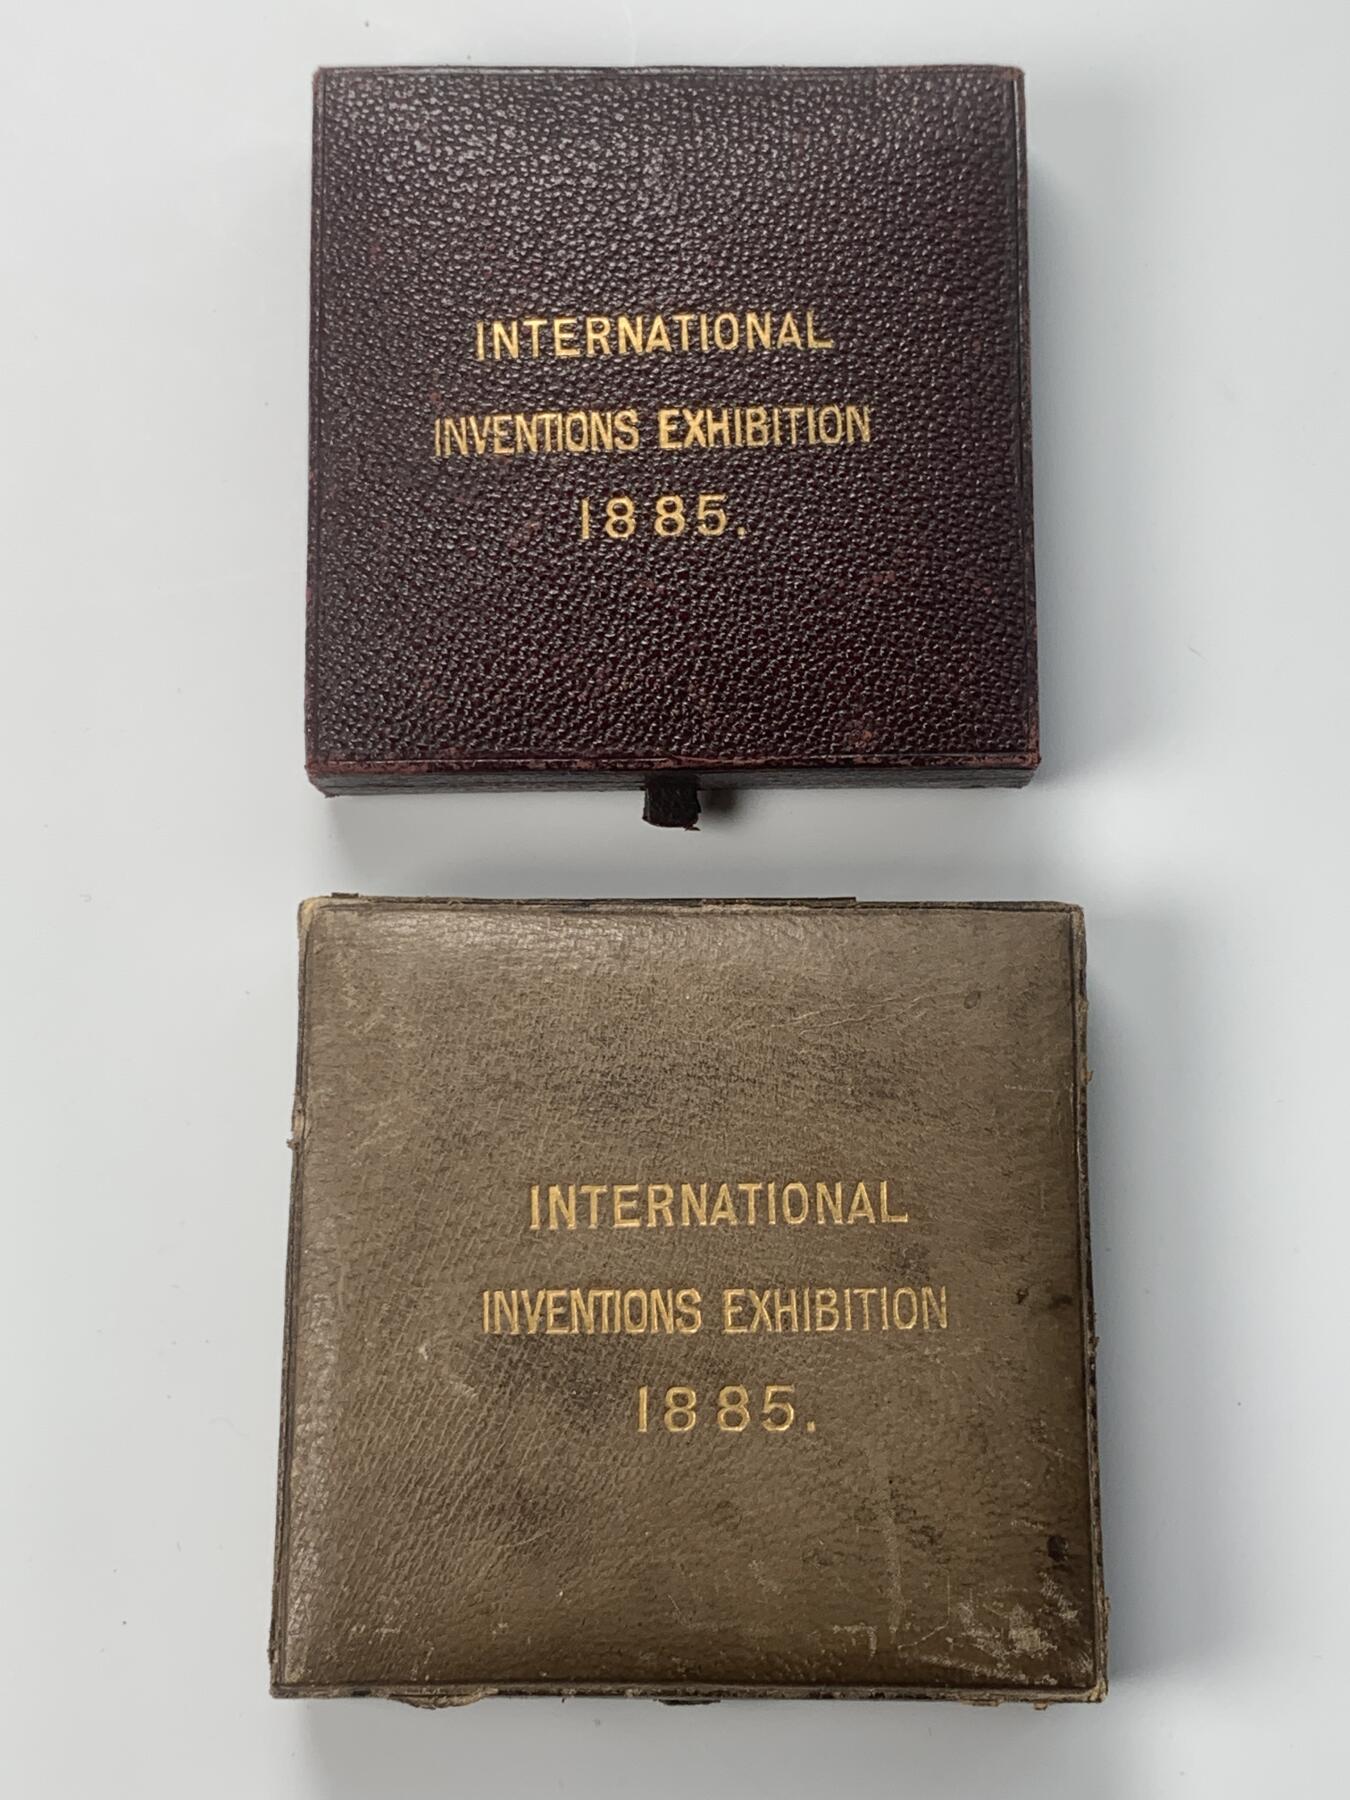 INTERNATIONAL
INVENTIONS EXHIBITION
1885.
INTERNATIONAL
INVENTIONS EXHIBITION
1885.